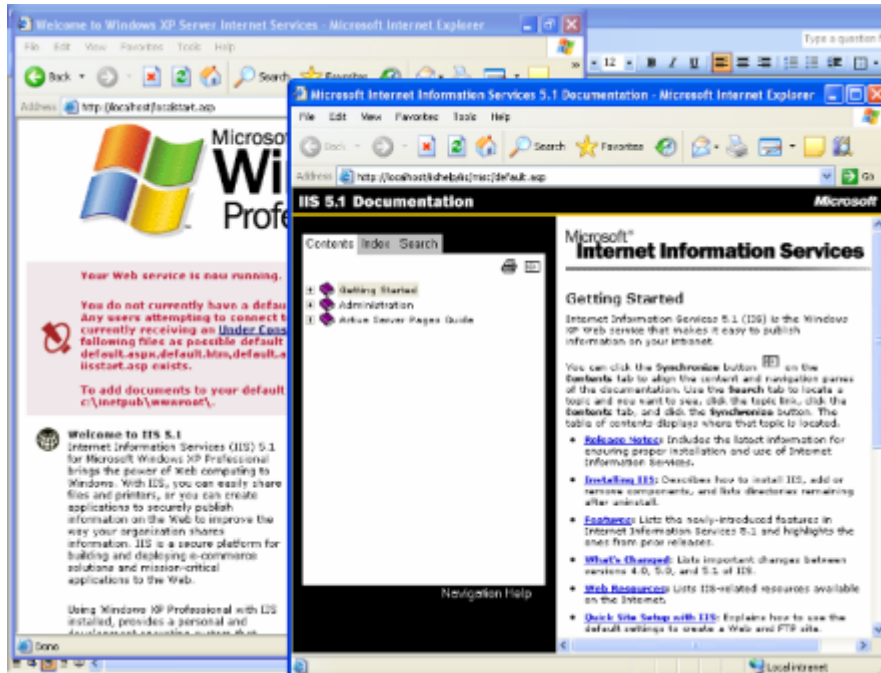 Welcome to Windows XP Server Internet Services - Microsoft Internet Explorer
File Edit View Favorites Tools Help
Back Search Favorites
Address http://localhost/localstart.asp
Microsoft
Wi
Profe
Your Web service is now running.
You do not currently have a defau
Any users attempting to connect t
currently receiving an Under Cons
following files as possible default
default.aspx,default.htm,default.a
iisstart.asp exists.
To add documents to your default
c:\inetpub\wwwroot\.
Welcome to IIS 5.1
Internet Information Services (IIS) 5.1
for Microsoft Windows XP Professional
brings the power of Web computing to
Windows. With IIS, you can easily share
files and printers, or you can create
applications to securely publish
information on the Web to improve the
way your organization shares
information. IIS is a secure platform for
building and deploying e-commerce
solutions and mission-critical
applications to the Web.
Using Windows XP Professional with IIS
installed, provides a personal and
development operating system that
Done
Type a question f
12 B I U
Microsoft Internet Information Services 5.1 Documentation - Microsoft Internet Explorer
File Edit View Favorites Tools Help
Back Search Favorites
Address http://localhost/iishelp/iis/misc/default.asp Go
IIS 5.1 Documentation Microsoft
Contents Index Search
Getting Started
Administration
Active Server Pages Guide
Navigation Help
Microsoft®
Internet Information Services
Getting Started
Internet Information Services 5.1 (IIS) is the Windows
XP Web service that makes it easy to publish
information on your intranet.
You can click the Synchronize button on the
Contents tab to align the content and navigation panes
of the documentation. Use the Search tab to locate a
topic and you want to see, click the topic link, click the
Contents tab, and click the Synchronize button. The
table of contents displays where that topic is located.
Release Notes: Includes the latest information for
ensuring proper installation and use of Internet
Information Services.
Installing IIS: Describes how to install IIS, add or
remove components, and lists directories remaining
after uninstall.
Features: Lists the newly-introduced features in
Internet Information Services 5.1 and highlights the
ones from prior releases.
What's Changed: Lists important changes between
versions 4.0, 5.0, and 5.1 of IIS.
Web Resources: Lists IIS-related resources available
on the Internet.
Quick Site Setup with IIS: Explains how to use the
default settings to create a Web and FTP site.
Local intranet